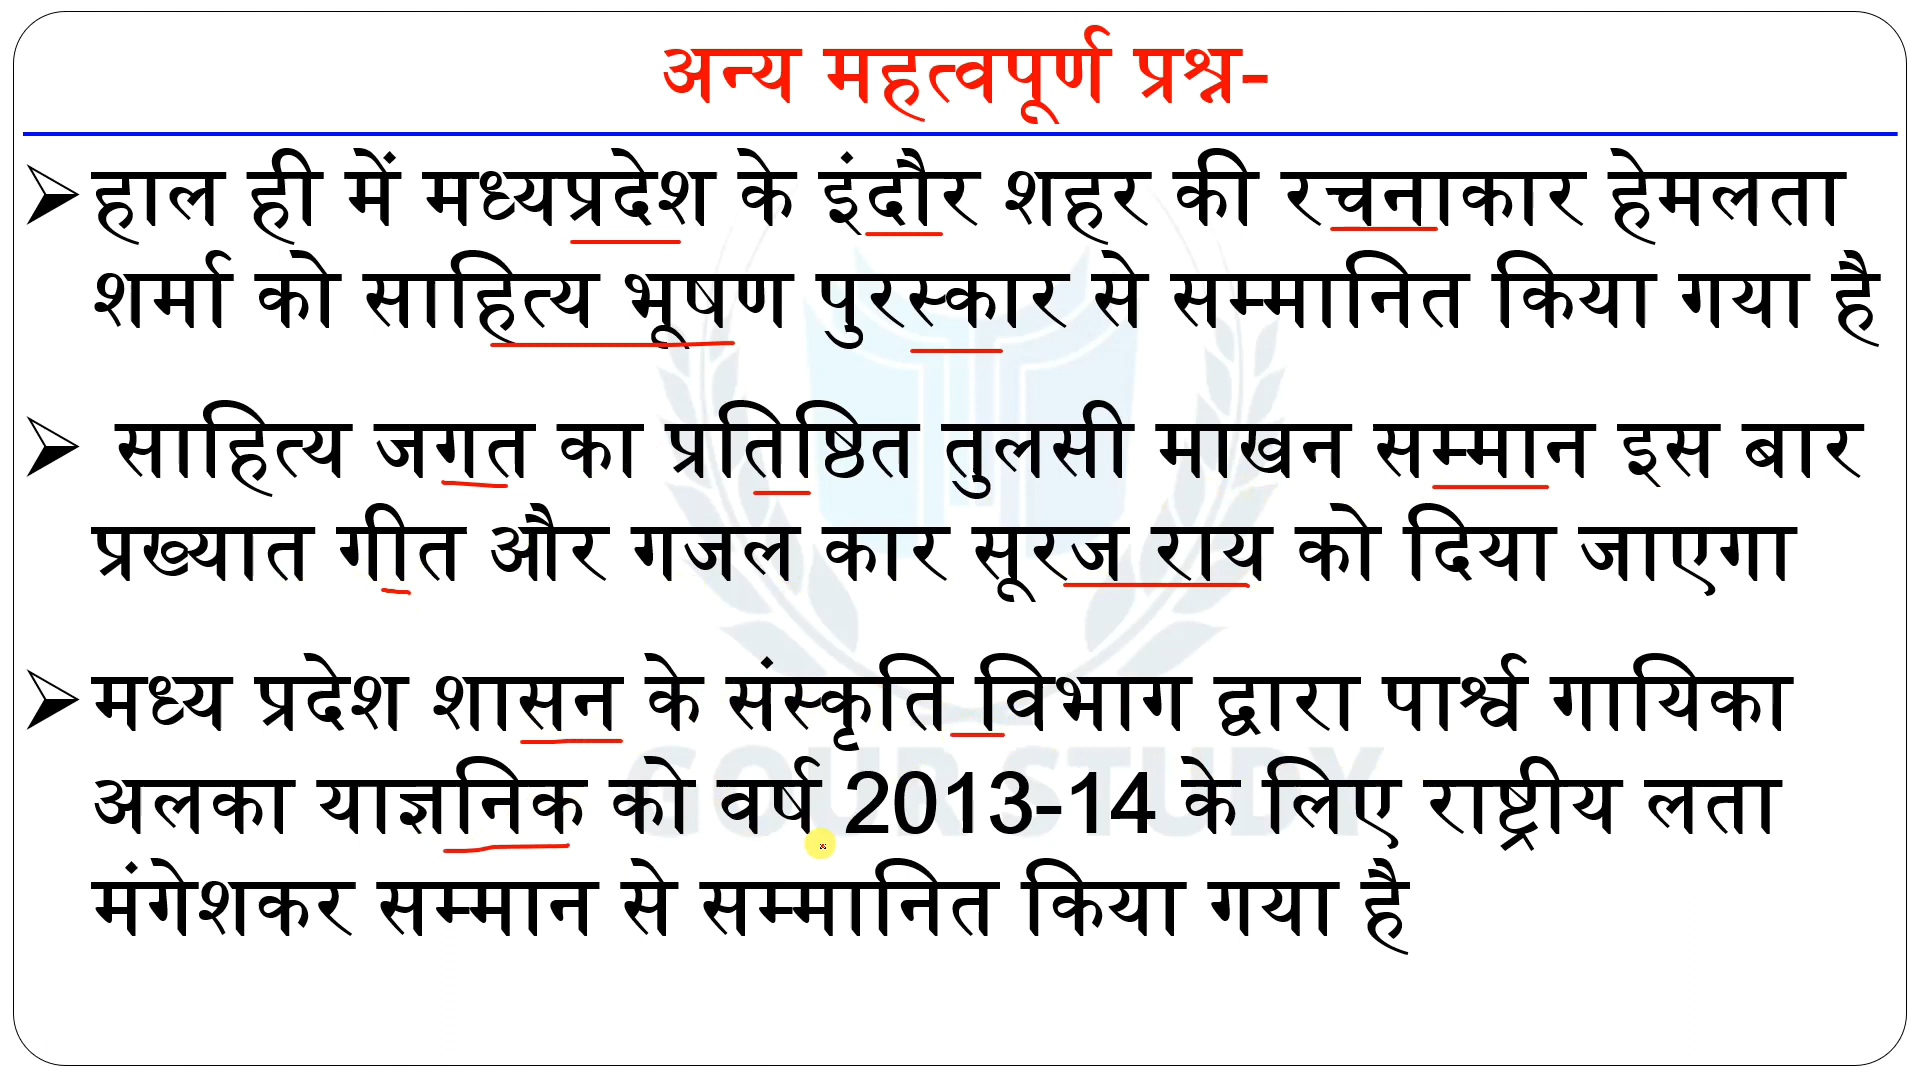 अन्य महत्वपूर्ण प्रश्न-
हाल ही में मध्यप्रदेश के इंदौर शहर की रचनाकार हेमलता
शर्मा को साहित्य भूषण पुरस्कार से सम्मानित किया गया है
साहित्य जगत का प्रतिष्ठित तुलसी माखन सम्मान इस बार
प्रख्यात गीत और गजल कार सूरज राय को दिया जाएगा
मध्य प्रदेश शासन के संस्कृति विभाग द्वारा पार्श्व गायिका
अलका याज्ञनिक को वर्ष 2013-14 के लिए राष्ट्रीय लता
मंगेशकर सम्मान से सम्मानित किया गया है
GOUR STUDY